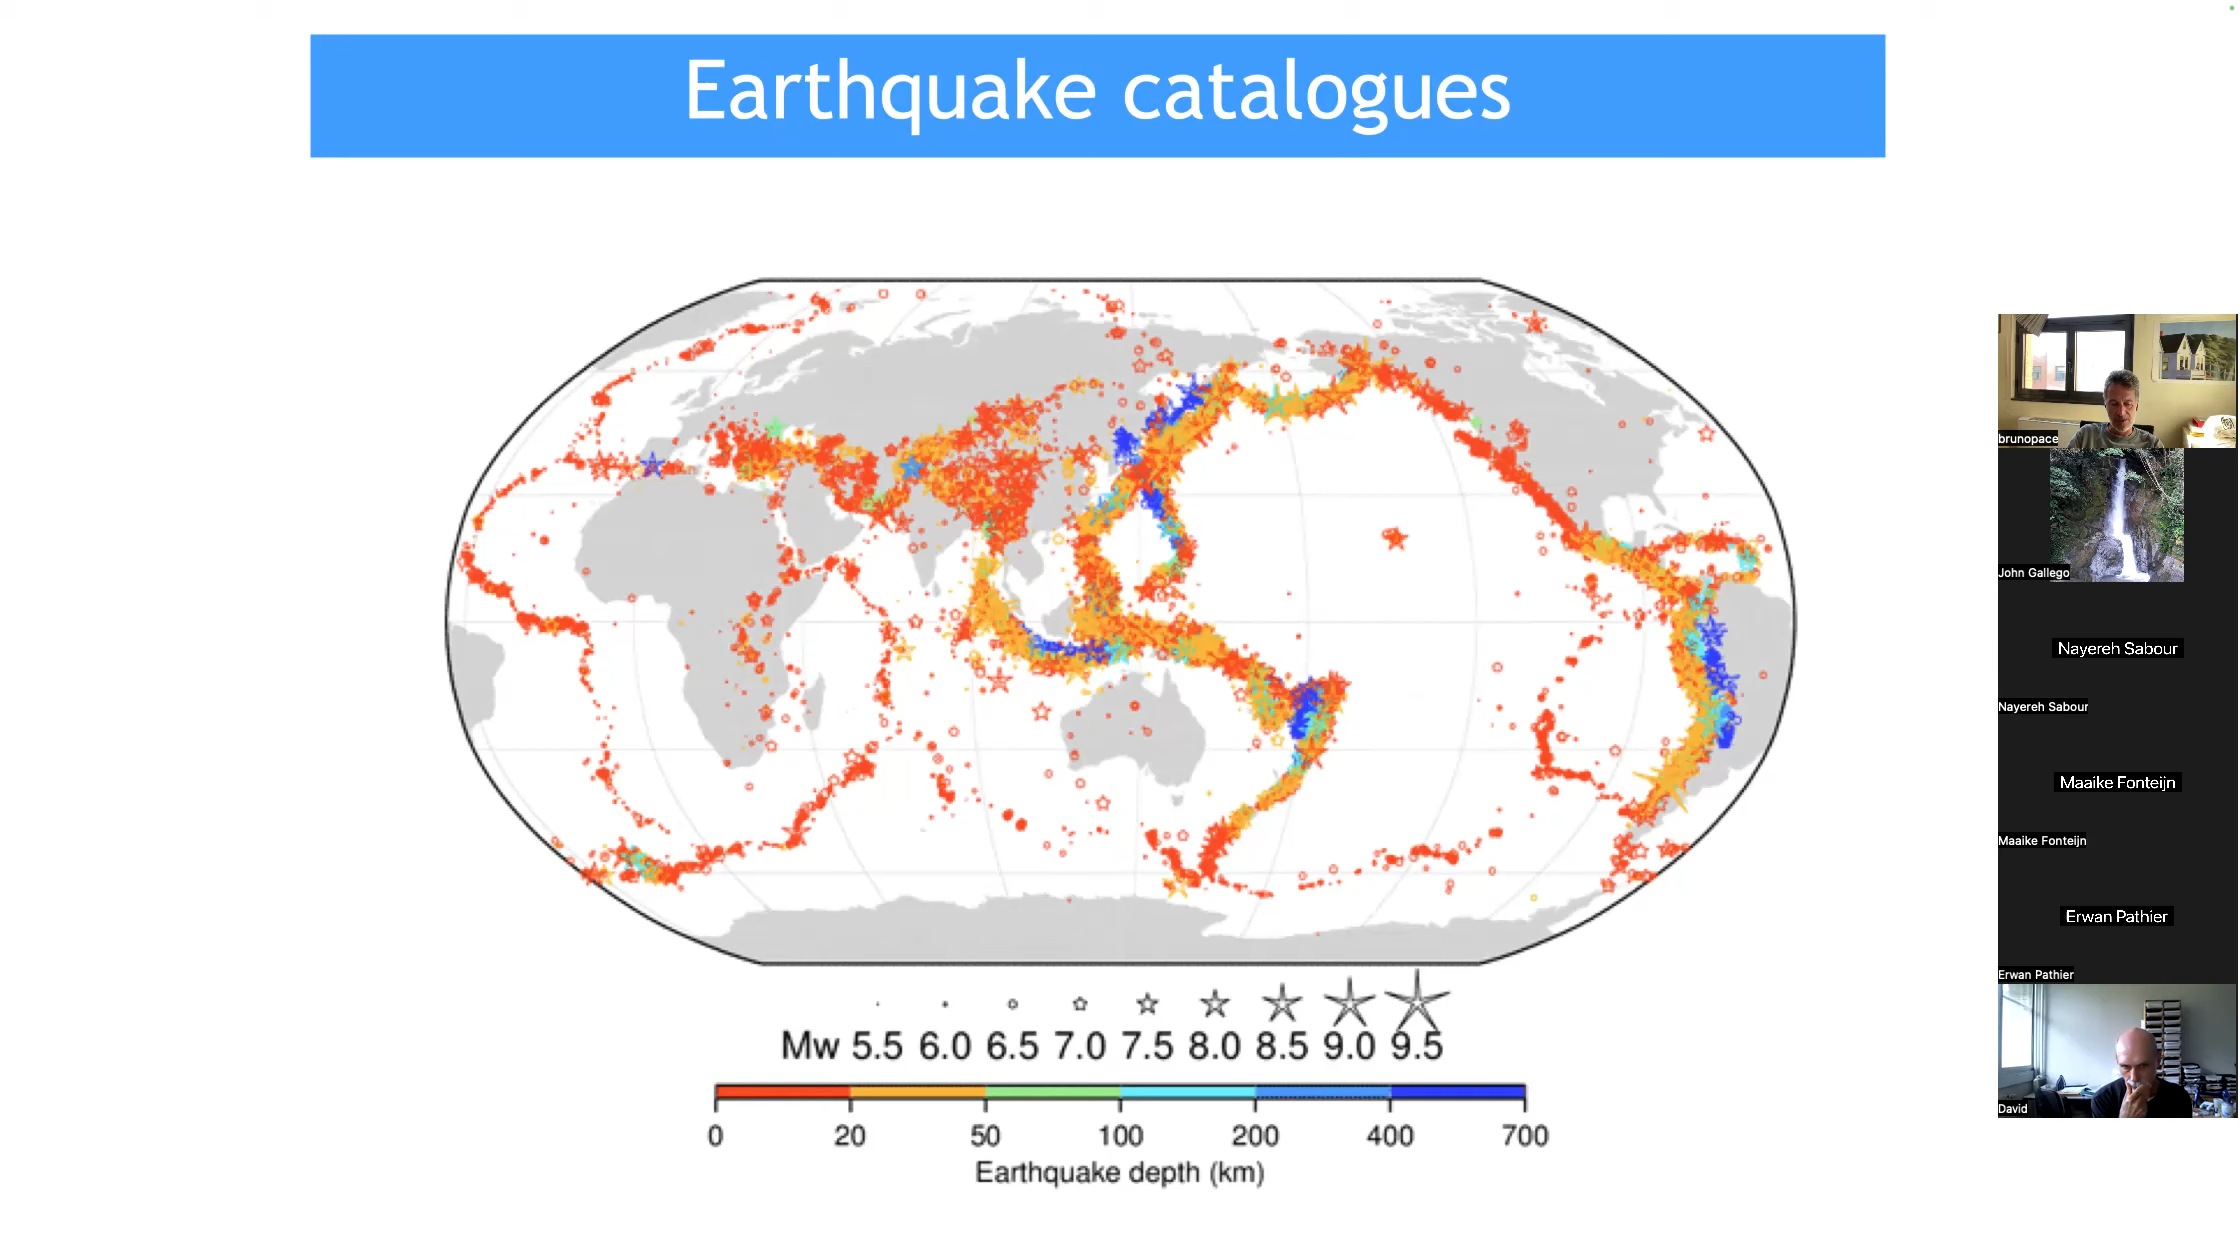 Earthquake catalogues
Mw 5.5 6.0 6.5 7.0 7.5 8.0 8.5 9.0 9.5
0 20 50 100 200 400 700
Earthquake depth (km)
brunopace
John Gallego
Nayereh Sabour
Nayereh Sabour
Maaike Fonteijn
Maaike Fonteijn
Erwan Pathier
Erwan Pathier
David